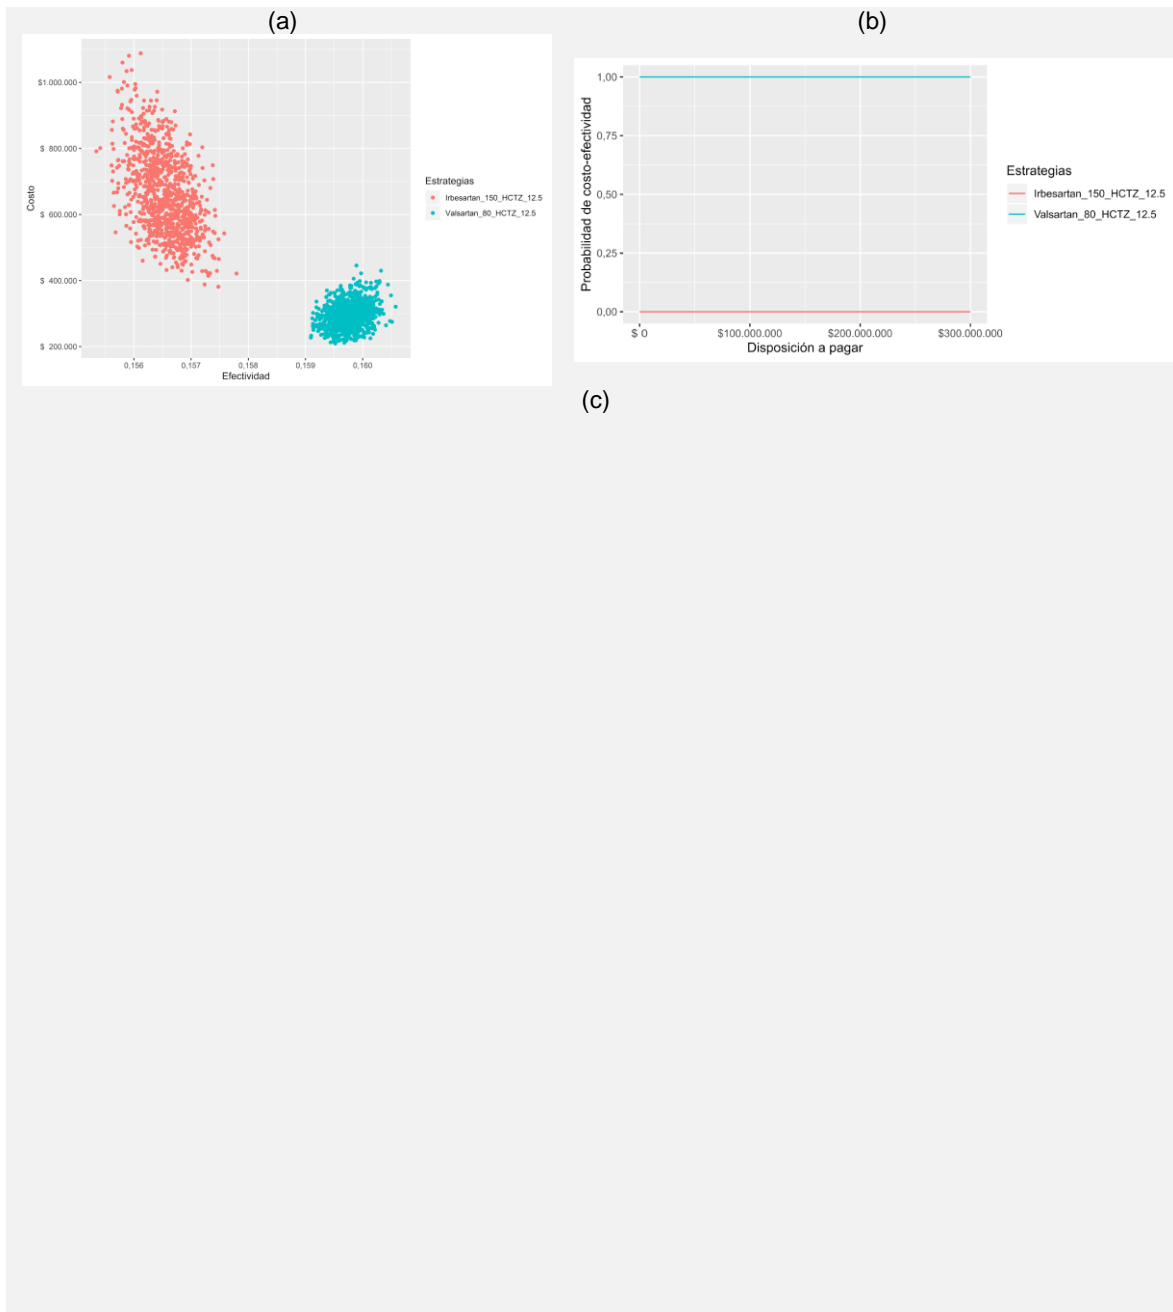 (a)
$1.000.000
$ 800.000
$ 600.000
$ 400.000
$ 200.000
Costo
0,156 0,157 0,158 0,159 0,160
Efectividad
Estrategias
Irbesartan_150_HCTZ_12.5
Valsartan_80_HCTZ_12.5
(b)
1,00
0,75
0,50
0,25
0,00
Probabilidad de costo-efectividad
$ 0 $100.000.000 $200.000.000 $300.000.000
Disposición a pagar
Estrategias
Irbesartan_150_HCTZ_12.5
Valsartan_80_HCTZ_12.5
(c)